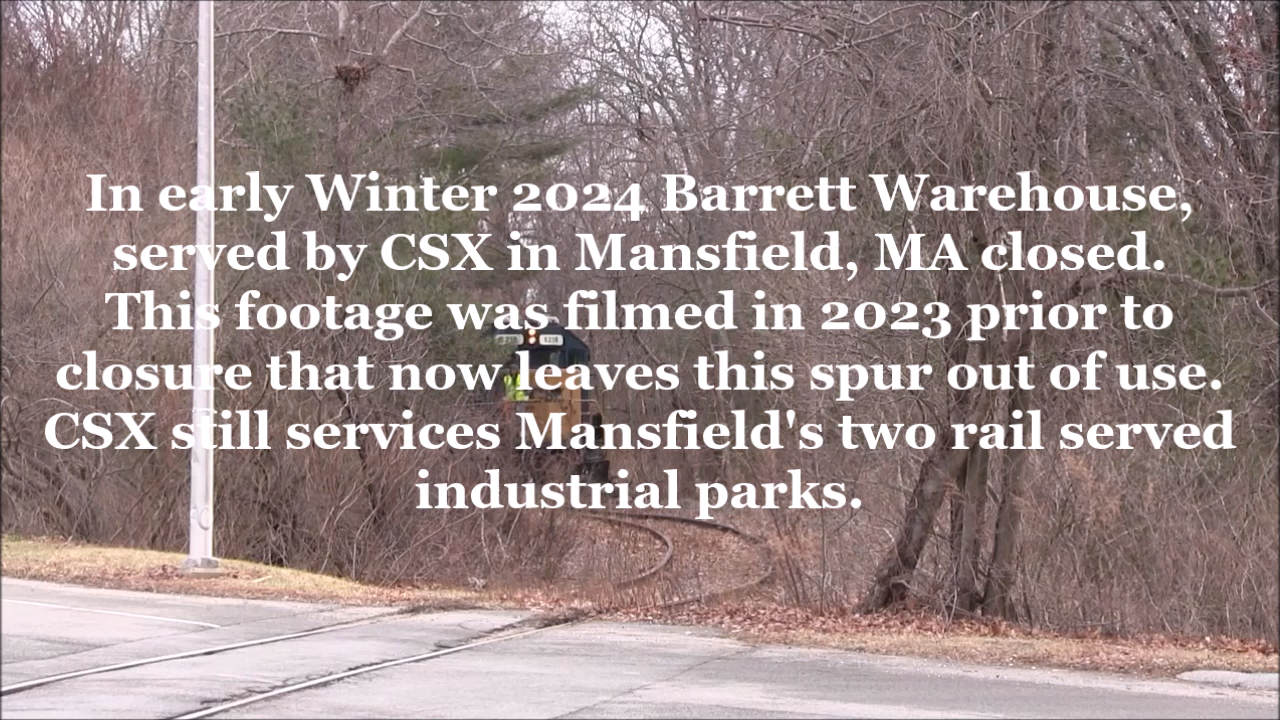 In early Winter 2024 Barrett Warehouse,
served by CSX in Mansfield, MA closed.
This footage was filmed in 2023 prior to
closure that now leaves this spur out of use.
CSX still services Mansfield's two rail served
industrial parks.